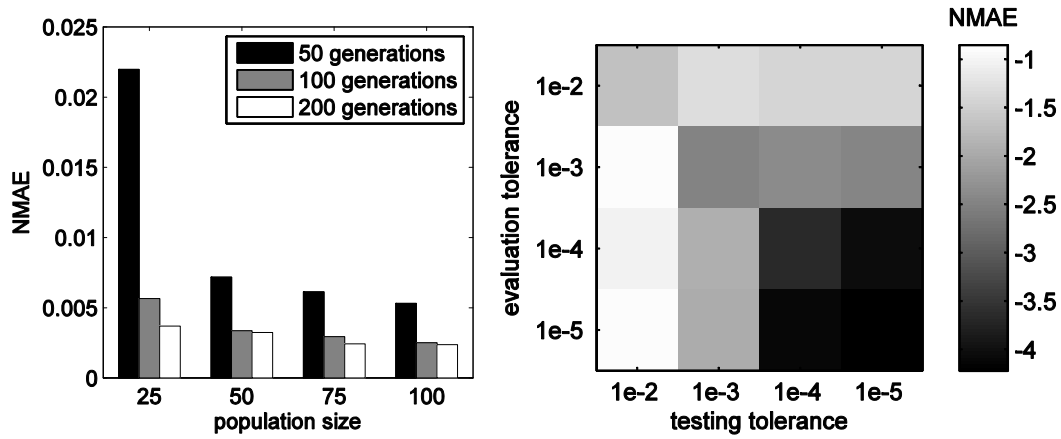 0.025
0.02
0.015
0.01
0.005
0
NMAE
50 generations
100 generations
200 generations
25 50 75 100
population size
evaluation tolerance
1e-2
1e-3
1e-4
1e-5
1e-2 1e-3 1e-4 1e-5
testing tolerance
NMAE
-1
-1.5
-2
-2.5
-3
-3.5
-4